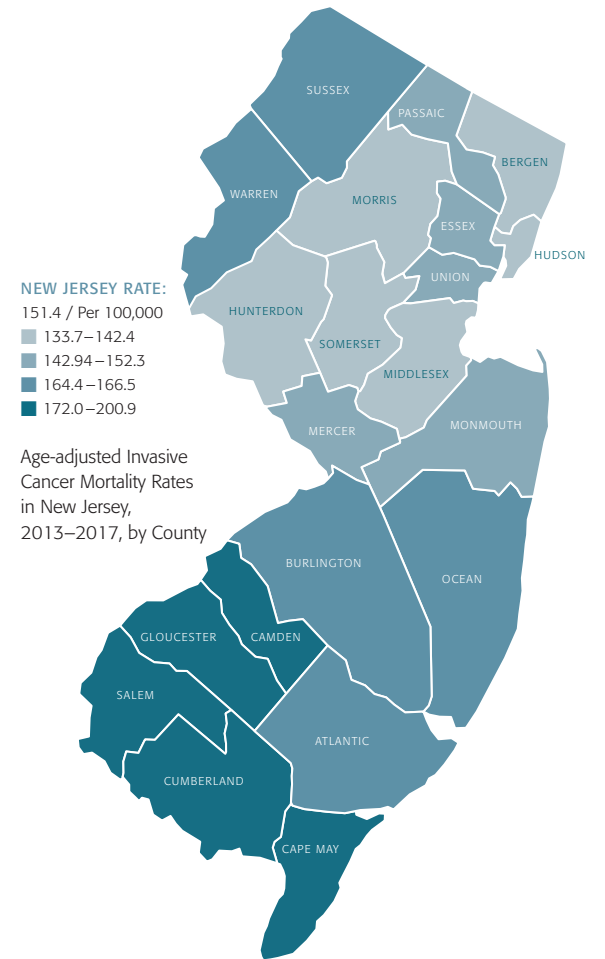 SUSSEX
PASSAIC
BERGEN
WARREN
MORRIS
ESSEX
HUDSON
UNION
NEW JERSEY RATE:
151.4 / Per 100,000
133.7–142.4
142.94–152.3
164.4–166.5
172.0–200.9
HUNTERDON
SOMERSET
MIDDLESEX
MERCER
MONMOUTH
Age-adjusted Invasive
Cancer Mortality Rates
in New Jersey,
2013–2017, by County
BURLINGTON
OCEAN
GLOUCESTER
CAMDEN
SALEM
ATLANTIC
CUMBERLAND
CAPE MAY